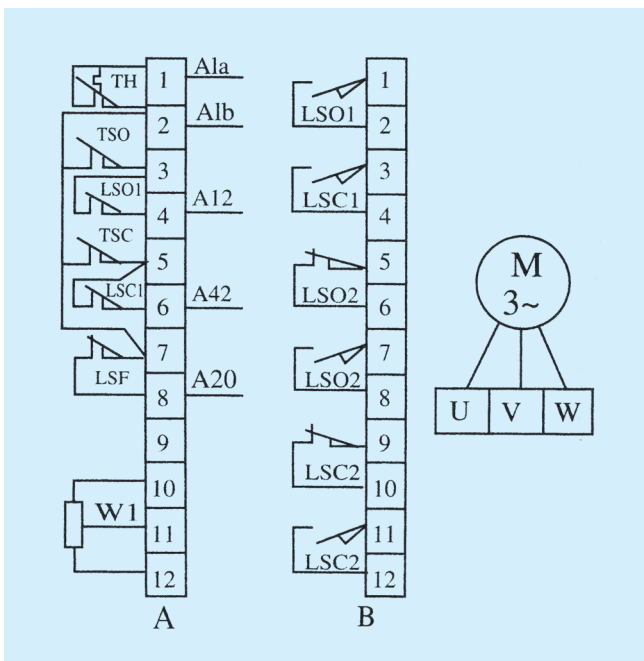 TH
1
Ala
2
Alb
TSO
3
LSO1
4
A12
TSC
5
LSC1
6
A42
7
LSF
8
A20
9
10
W1
11
12
A
1
LSO1
2
3
LSC1
4
5
LSO2
6
7
LSO2
8
9
LSC2
10
11
LSC2
12
B
M
3~
U V W